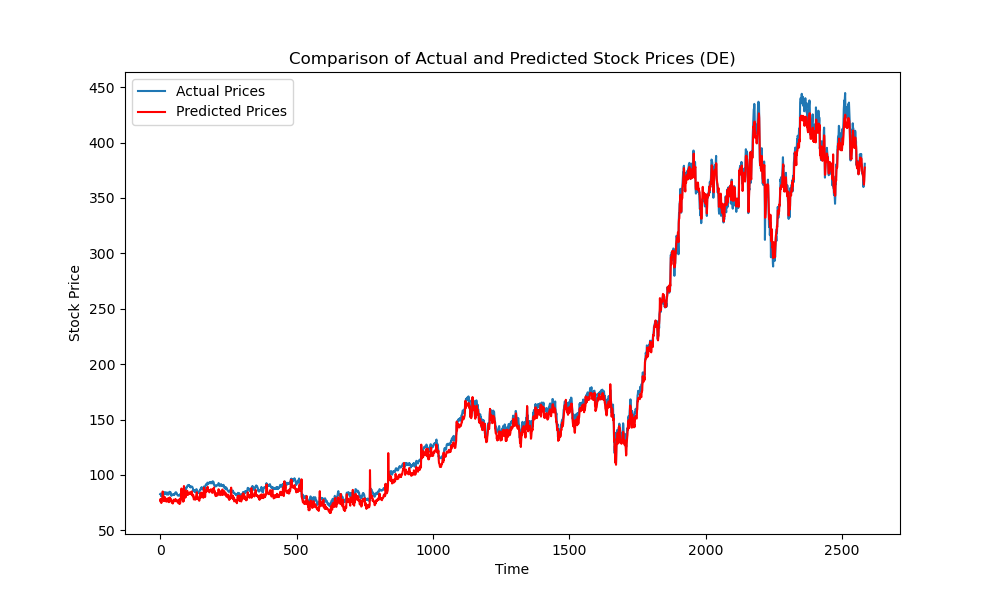 Comparison of Actual and Predicted Stock Prices (DE)
Actual Prices
Predicted Prices
450
400
350
300
250
200
150
100
50
Stock Price
0 500 1000 1500 2000 2500
Time